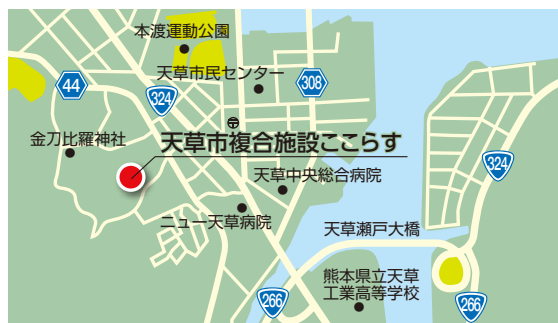 本渡運動公園
天草市民センター
44
324
308
金刀比羅神社
天草市複合施設ここらす
324
天草中央総合病院
ニュー天草病院
天草瀬戸大橋
熊本県立天草
工業高等学校
266
266